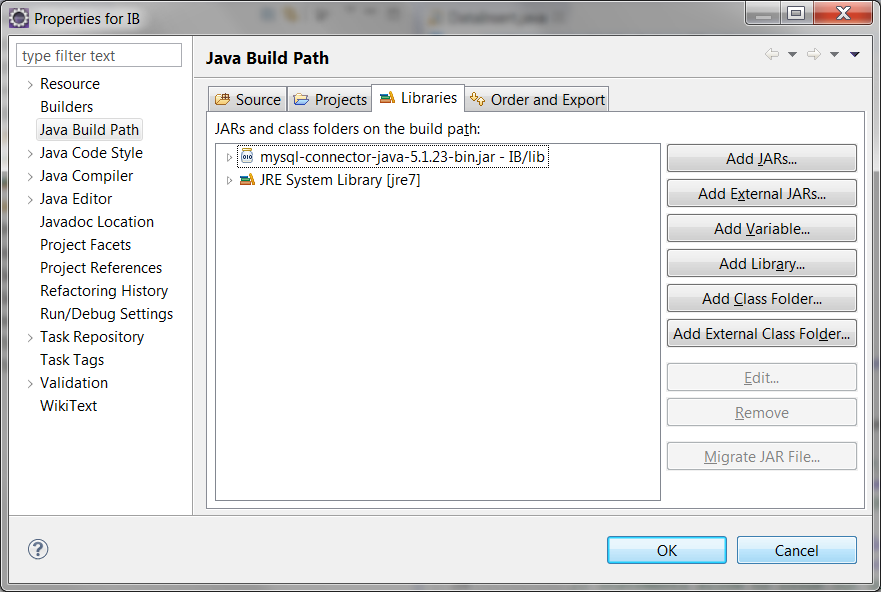 Properties for IB
type filter text
Resource
Builders
Java Build Path
Java Code Style
Java Compiler
Java Editor
Javadoc Location
Project Facets
Project References
Refactoring History
Run/Debug Settings
Task Repository
Task Tags
Validation
WikiText
Java Build Path
Source Projects Libraries Order and Export
JARs and class folders on the build path:
mysql-connector-java-5.1.23-bin.jar - IB/lib
JRE System Library [jre7]
Add JARs...
Add External JARs...
Add Variable...
Add Library...
Add Class Folder...
Add External Class Folder...
Edit...
Remove
Migrate JAR File...
OK Cancel